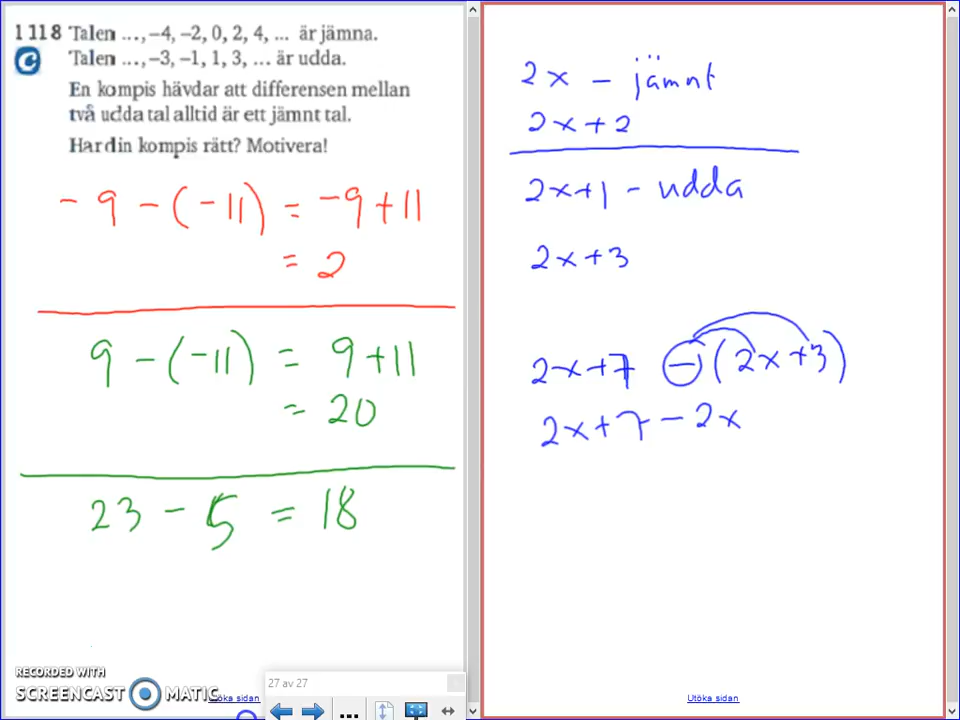 1118 Talen ..., −4, −2, 0, 2, 4, ... är jämna.
C Talen ..., −3, −1, 1, 3, ... är udda.
En kompis hävdar att differensen mellan
två udda tal alltid är ett jämnt tal.
Har din kompis rätt? Motivera!
- 9 - (-11) = -9 + 11
= 2
9 - (-11) = 9 + 11
= 20
23 - 5 = 18
RECORDED WITH
SCREENCAST MATIC
Utöka sidan
27 av 27
2x - jämnt
2x + 2
2x+1 - udda
2x + 3
2x+7 - (2x+3)
2x+7 - 2x
Utöka sidan